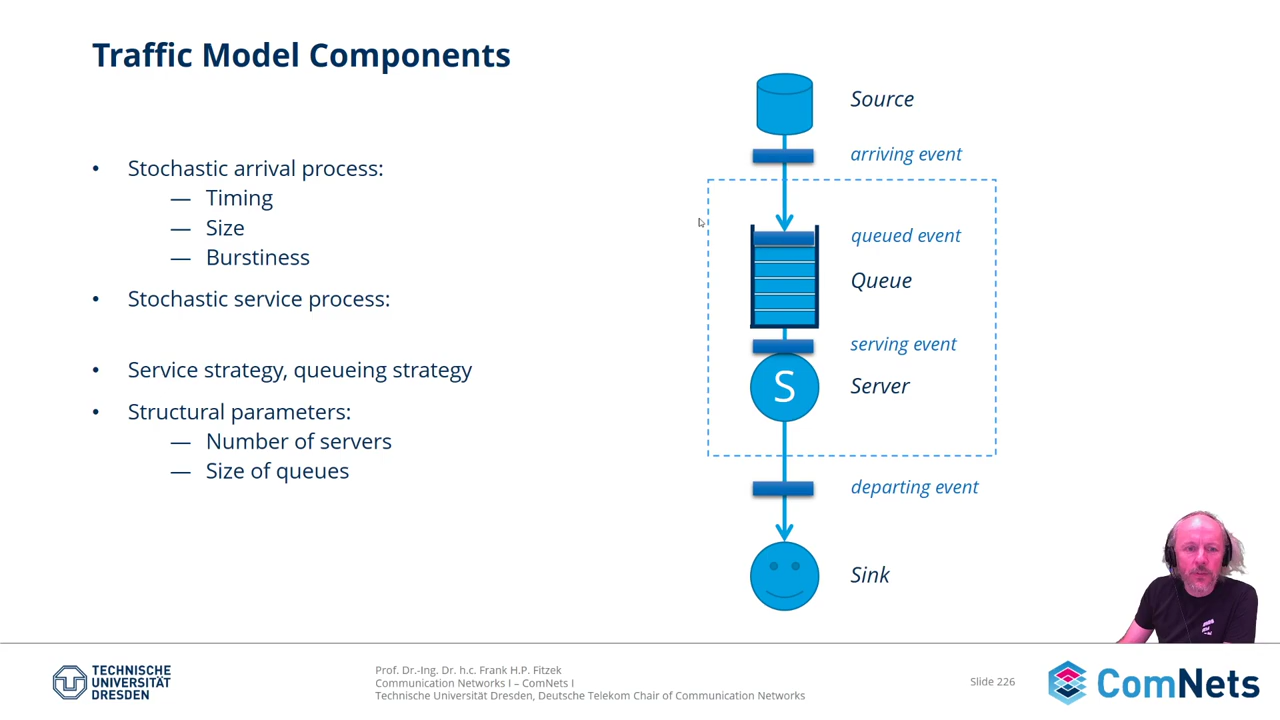 Traffic Model Components
• Stochastic arrival process:
— Timing
— Size
— Burstiness
• Stochastic service process:
• Service strategy, queueing strategy
• Structural parameters:
— Number of servers
— Size of queues
Source
arriving event
queued event
Queue
serving event
S
Server
departing event
Sink
TECHNISCHE
UNIVERSITÄT
DRESDEN
Prof. Dr.-Ing. Dr. h.c. Frank H.P. Fitzek
Communication Networks I – ComNets I
Technische Universität Dresden, Deutsche Telekom Chair of Communication Networks
Slide 226
ComNets